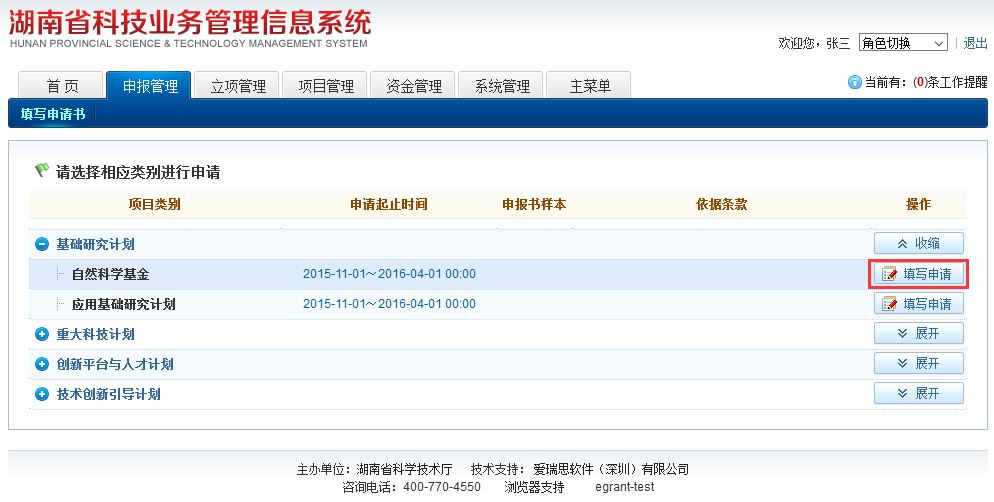 湖南省科技业务管理信息系统
HUNAN PROVINCIAL SCIENCE & TECHNOLOGY MANAGEMENT SYSTEM
欢迎您，张三 角色切换 退出
首 页 申报管理 立项管理 项目管理 资金管理 系统管理 主菜单
当前有：(0)条工作提醒
填写申请书
请选择相应类别进行申请
项目类别 申请起止时间 申报书样本 依据条款 操作
基础研究计划 收缩
自然科学基金 2015-11-01～2016-04-01 00:00 填写申请
应用基础研究计划 2015-11-01～2016-04-01 00:00 填写申请
重大科技计划 展开
创新平台与人才计划 展开
技术创新引导计划 展开
主办单位：湖南省科学技术厅 技术支持： 爱瑞思软件（深圳）有限公司
咨询电话：400-770-4550 浏览器支持 egrant-test